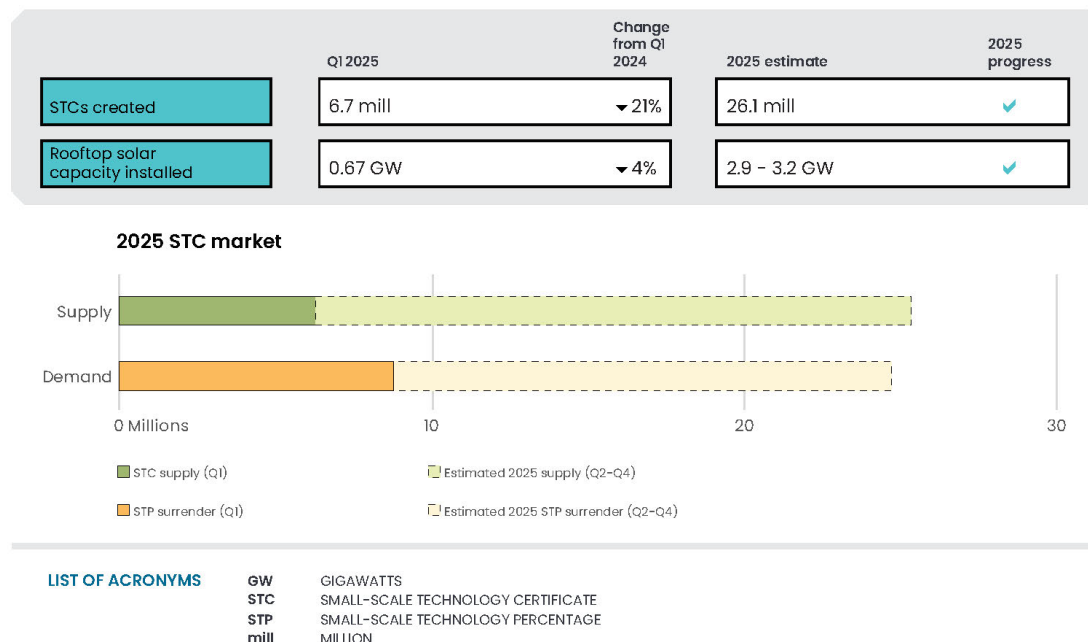 Change
from Q1
2024
Q1 2025
2025 estimate
2025
progress
STCs created
6.7 mill
21%
26.1 mill
Rooftop solar
capacity installed
0.67 GW
4%
2.9 - 3.2 GW
2025 STC market
Supply
Demand
0 Millions
10
20
30
STC supply (Q1)
Estimated 2025 supply (Q2-Q4)
STP surrender (Q1)
Estimated 2025 STP surrender (Q2-Q4)
LIST OF ACRONYMS
GW GIGAWATTS
STC SMALL-SCALE TECHNOLOGY CERTIFICATE
STP SMALL-SCALE TECHNOLOGY PERCENTAGE
mill MILLION